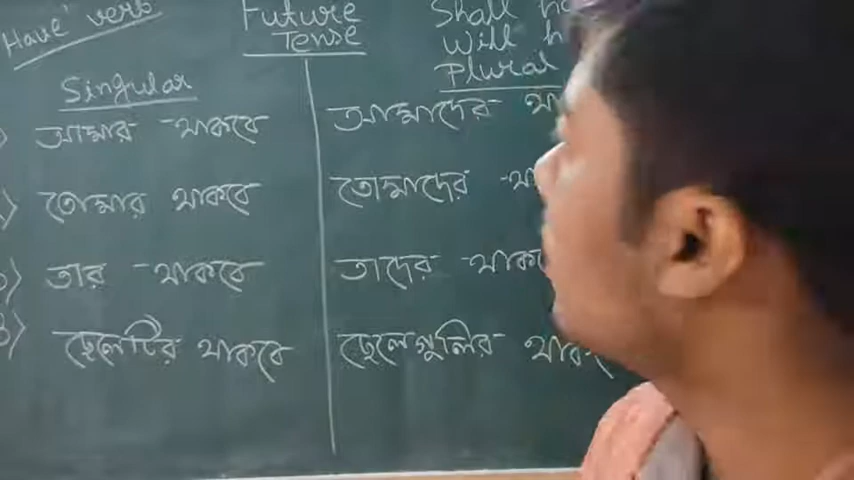 Have' verb
Future Tense
Shall
Will
Singular
Plural
আমার - থাকবে
আমাদের
তোমার থাকবে
তোমাদের
তার - থাকবে
তাদের
ছেলেটির থাকবে
ছেলেগুলির